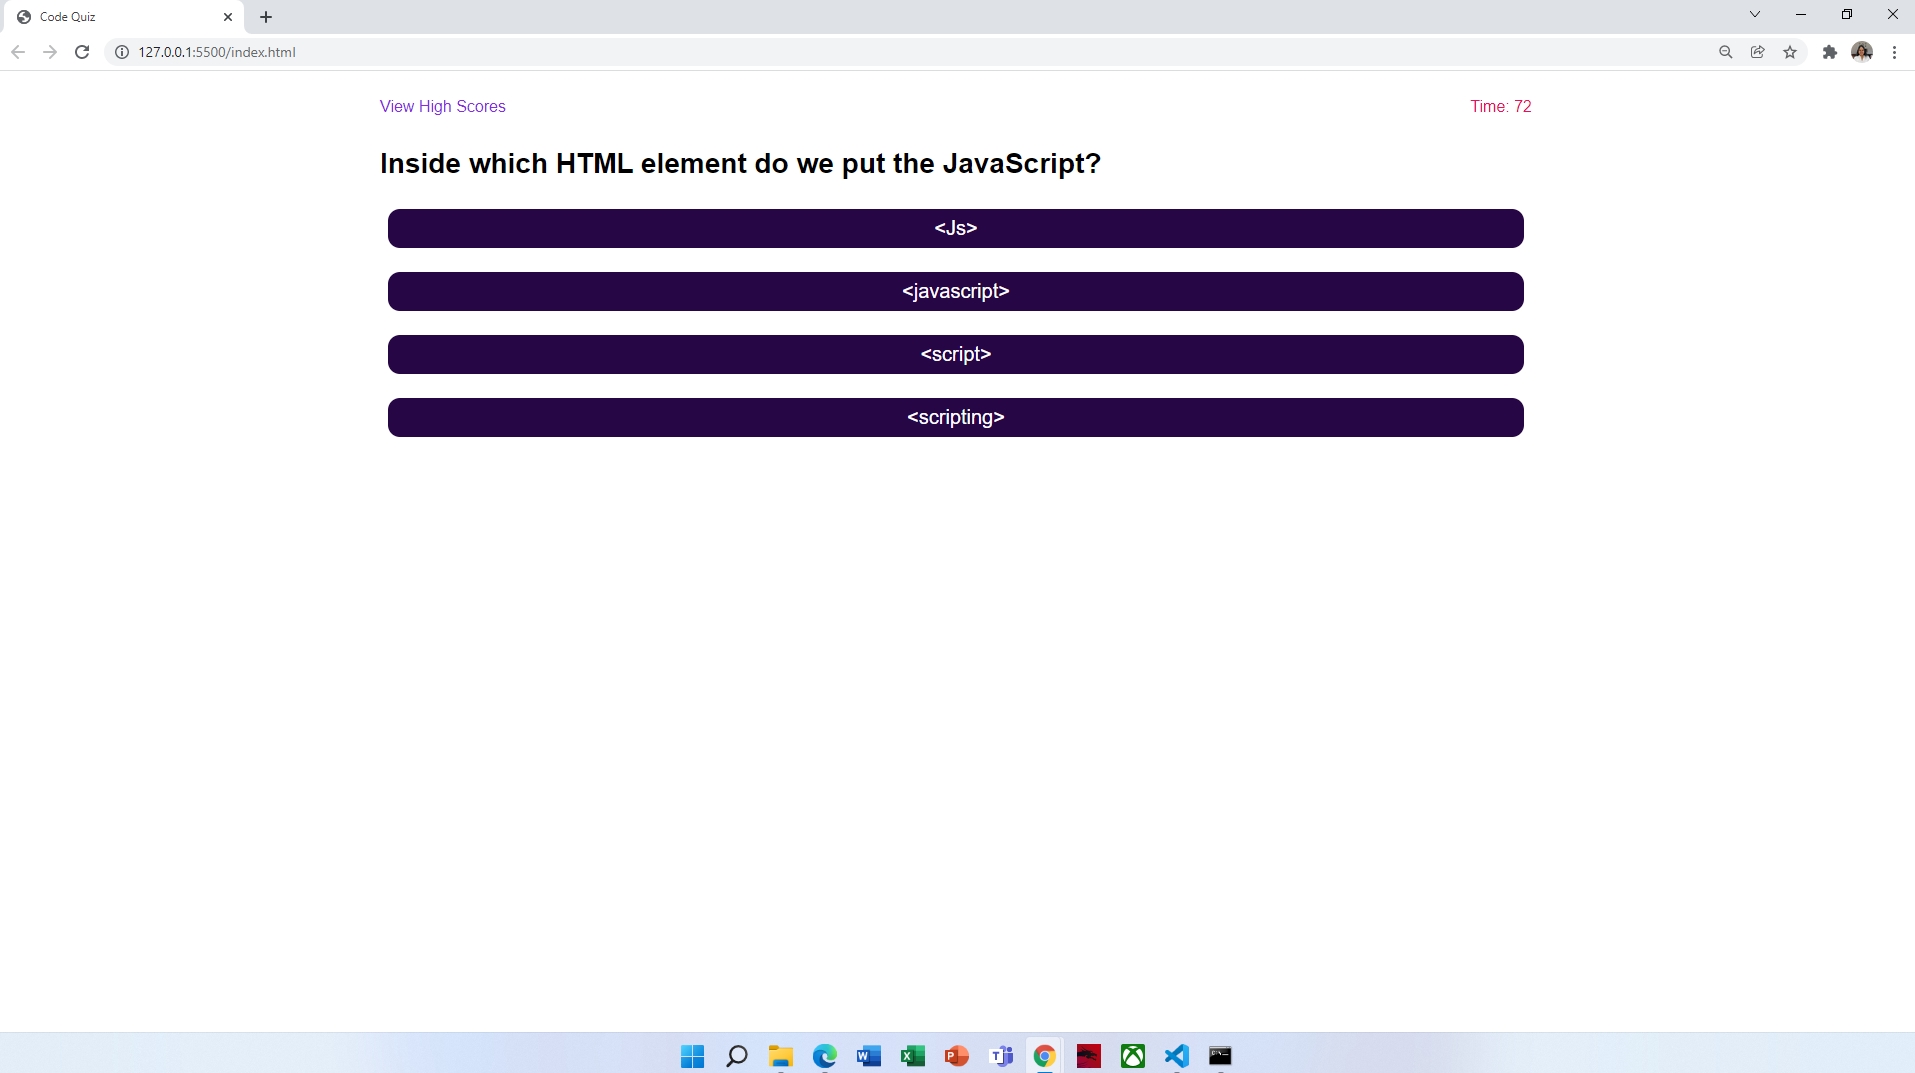 Code Quiz
127.0.0.1:5500/index.html
View High Scores
Time: 72
Inside which HTML element do we put the JavaScript?
<Js>
<javascript>
<script>
<scripting>